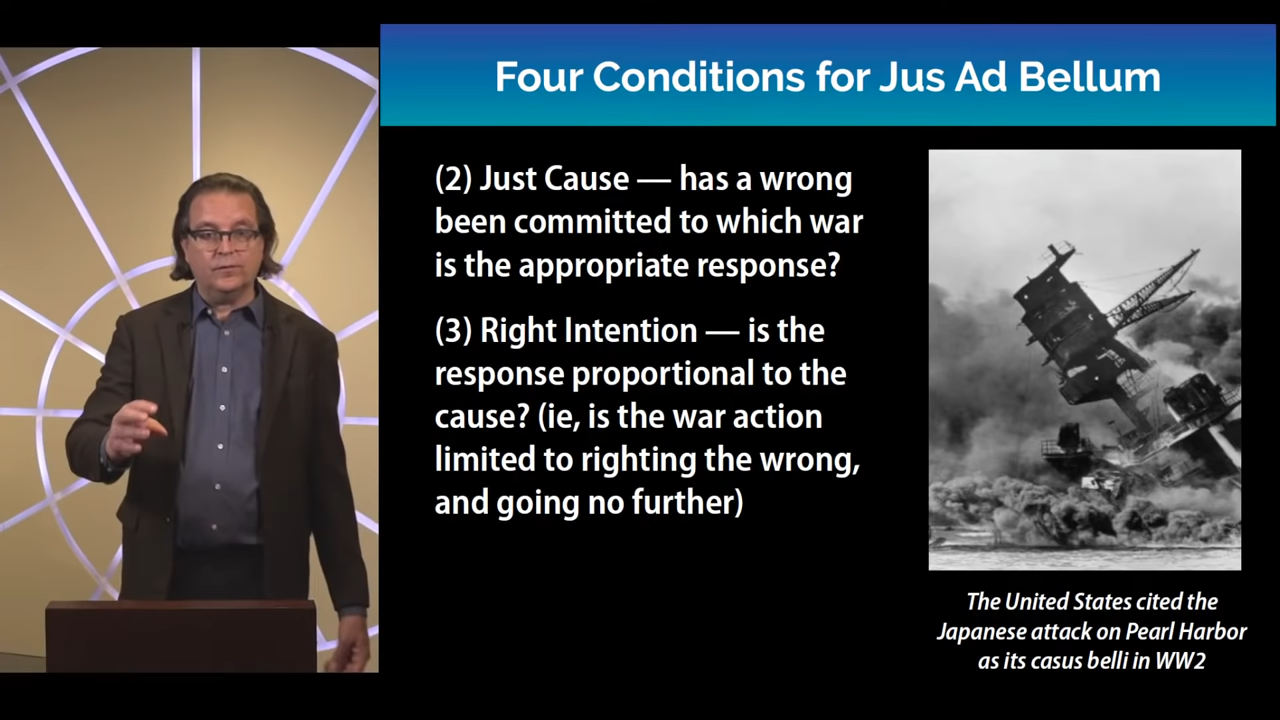 Four Conditions for Jus Ad Bellum
(2) Just Cause — has a wrong
been committed to which war
is the appropriate response?
(3) Right Intention — is the
response proportional to the
cause? (ie, is the war action
limited to righting the wrong,
and going no further)
The United States cited the
Japanese attack on Pearl Harbor
as its casus belli in WW2